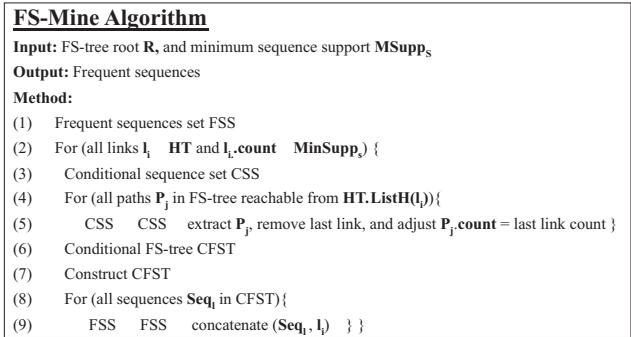 FS-Mine Algorithm
Input: FS-tree root R, and minimum sequence support MSupp_S
Output: Frequent sequences
Method:
(1) Frequent sequences set FSS
(2) For (all links l_i HT and l_i.count MinSupp_s) {
(3) Conditional sequence set CSS
(4) For (all paths P_j in FS-tree reachable from HT.ListH(l_i)){
(5) CSS CSS extract P_j, remove last link, and adjust P_j.count = last link count }
(6) Conditional FS-tree CFST
(7) Construct CFST
(8) For (all sequences Seq_l in CFST){
(9) FSS FSS concatenate (Seq_l, l_i) } }